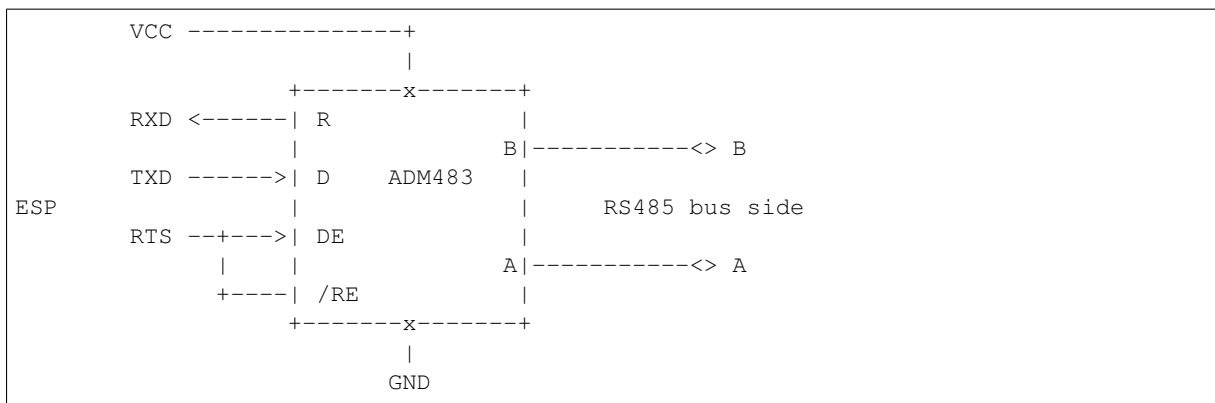 VCC ---------------+
|
+-------x-------+
RXD <------| R |
| B|-----------<> B
TXD ------>| D ADM483 |
ESP | | RS485 bus side
RTS --+--->| DE |
| | A|-----------<> A
+----| /RE |
+-------x-------+
|
GND